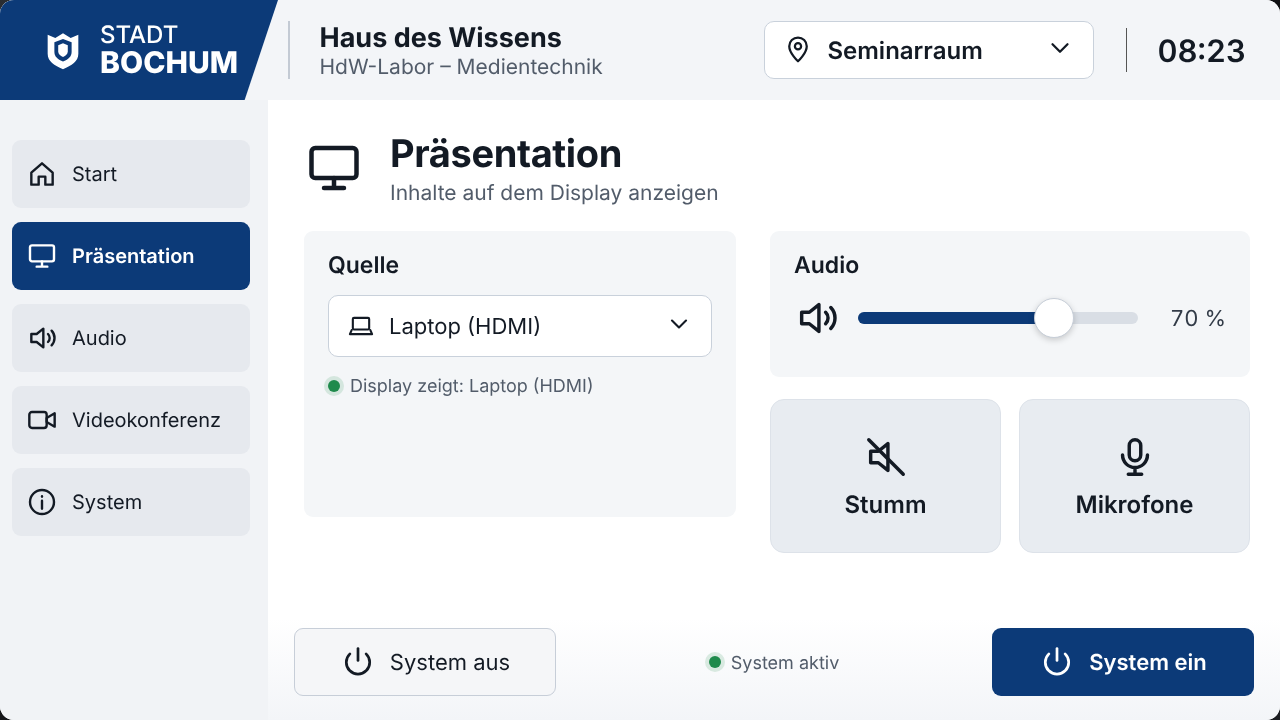 STADT
BOCHUM
Haus des Wissens
HdW-Labor – Medientechnik
Seminarraum
08:23
Start
Präsentation
Audio
Videokonferenz
System
Präsentation
Inhalte auf dem Display anzeigen
Quelle
Laptop (HDMI)
Display zeigt: Laptop (HDMI)
Audio
70 %
Stumm
Mikrofone
System aus
System aktiv
System ein